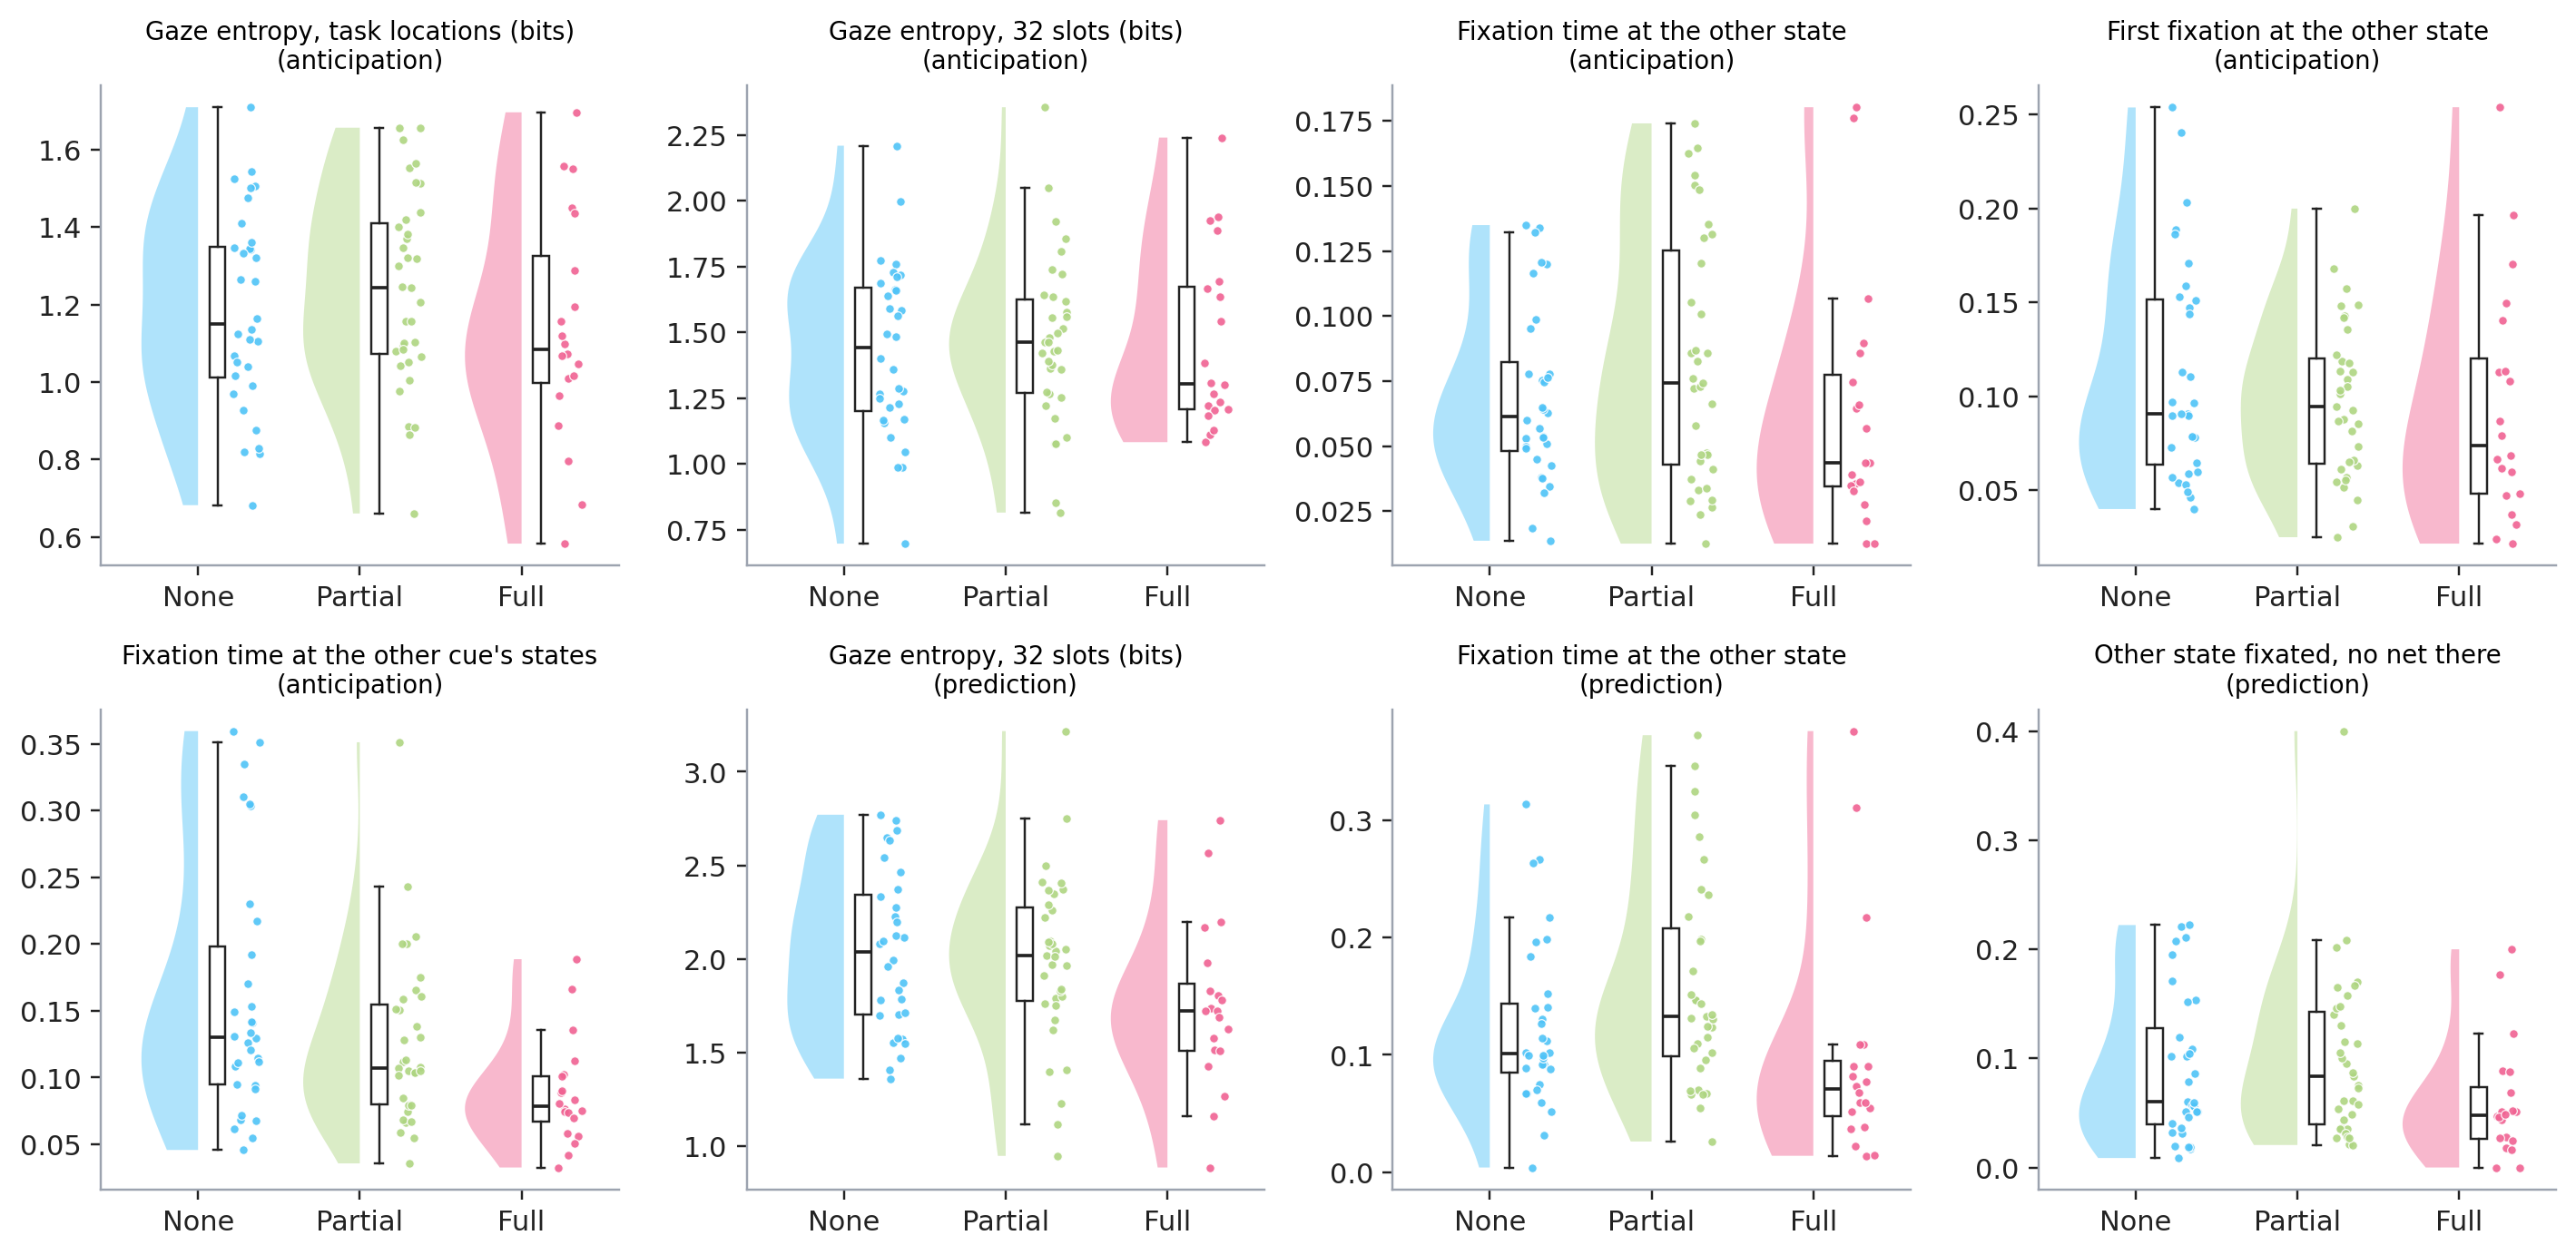 Gaze entropy, task locations (bits)
(anticipation)
1.6
1.4
1.2
1.0
0.8
0.6
None Partial Full
Gaze entropy, 32 slots (bits)
(anticipation)
2.25
2.00
1.75
1.50
1.25
1.00
0.75
None Partial Full
Fixation time at the other state
(anticipation)
0.175
0.150
0.125
0.100
0.075
0.050
0.025
None Partial Full
First fixation at the other state
(anticipation)
0.25
0.20
0.15
0.10
0.05
None Partial Full
Fixation time at the other cue's states
(anticipation)
0.35
0.30
0.25
0.20
0.15
0.10
0.05
None Partial Full
Gaze entropy, 32 slots (bits)
(prediction)
3.0
2.5
2.0
1.5
1.0
None Partial Full
Fixation time at the other state
(prediction)
0.3
0.2
0.1
0.0
None Partial Full
Other state fixated, no net there
(prediction)
0.4
0.3
0.2
0.1
0.0
None Partial Full